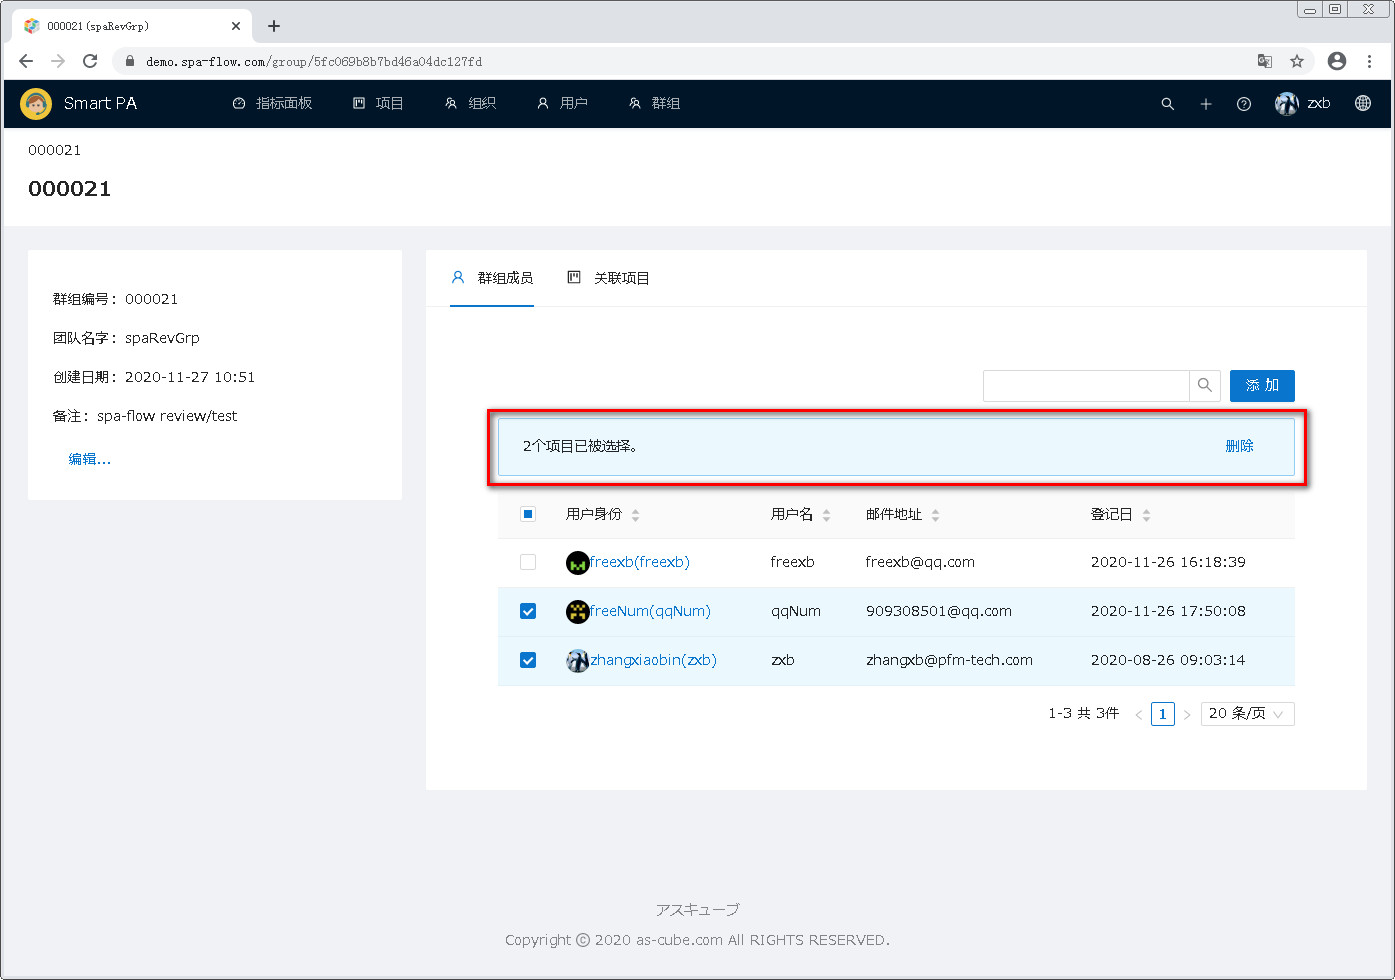 000021(spaRevGrp)
demo.spa-flow.com/group/5fc069b8b7bd46a04dc127fd
Smart PA 指标面板 项目 组织 用户 群组 zxb
000021
000021
群组编号： 000021
团队名字： spaRevGrp
创建日期： 2020-11-27 10:51
备注： spa-flow review/test
编辑...
群组成员 关联项目
添 加
2个项目已被选择。 删除
用户身份 用户名 邮件地址 登记日
freexb(freexb) freexb freexb@qq.com 2020-11-26 16:18:39
freeNum(qqNum) qqNum 909308501@qq.com 2020-11-26 17:50:08
zhangxiaobin(zxb) zxb zhangxb@pfm-tech.com 2020-08-26 09:03:14
1-3 共 3件 < 1 > 20 条/页
アスキューブ
Copyright © 2020 as-cube.com All RIGHTS RESERVED.